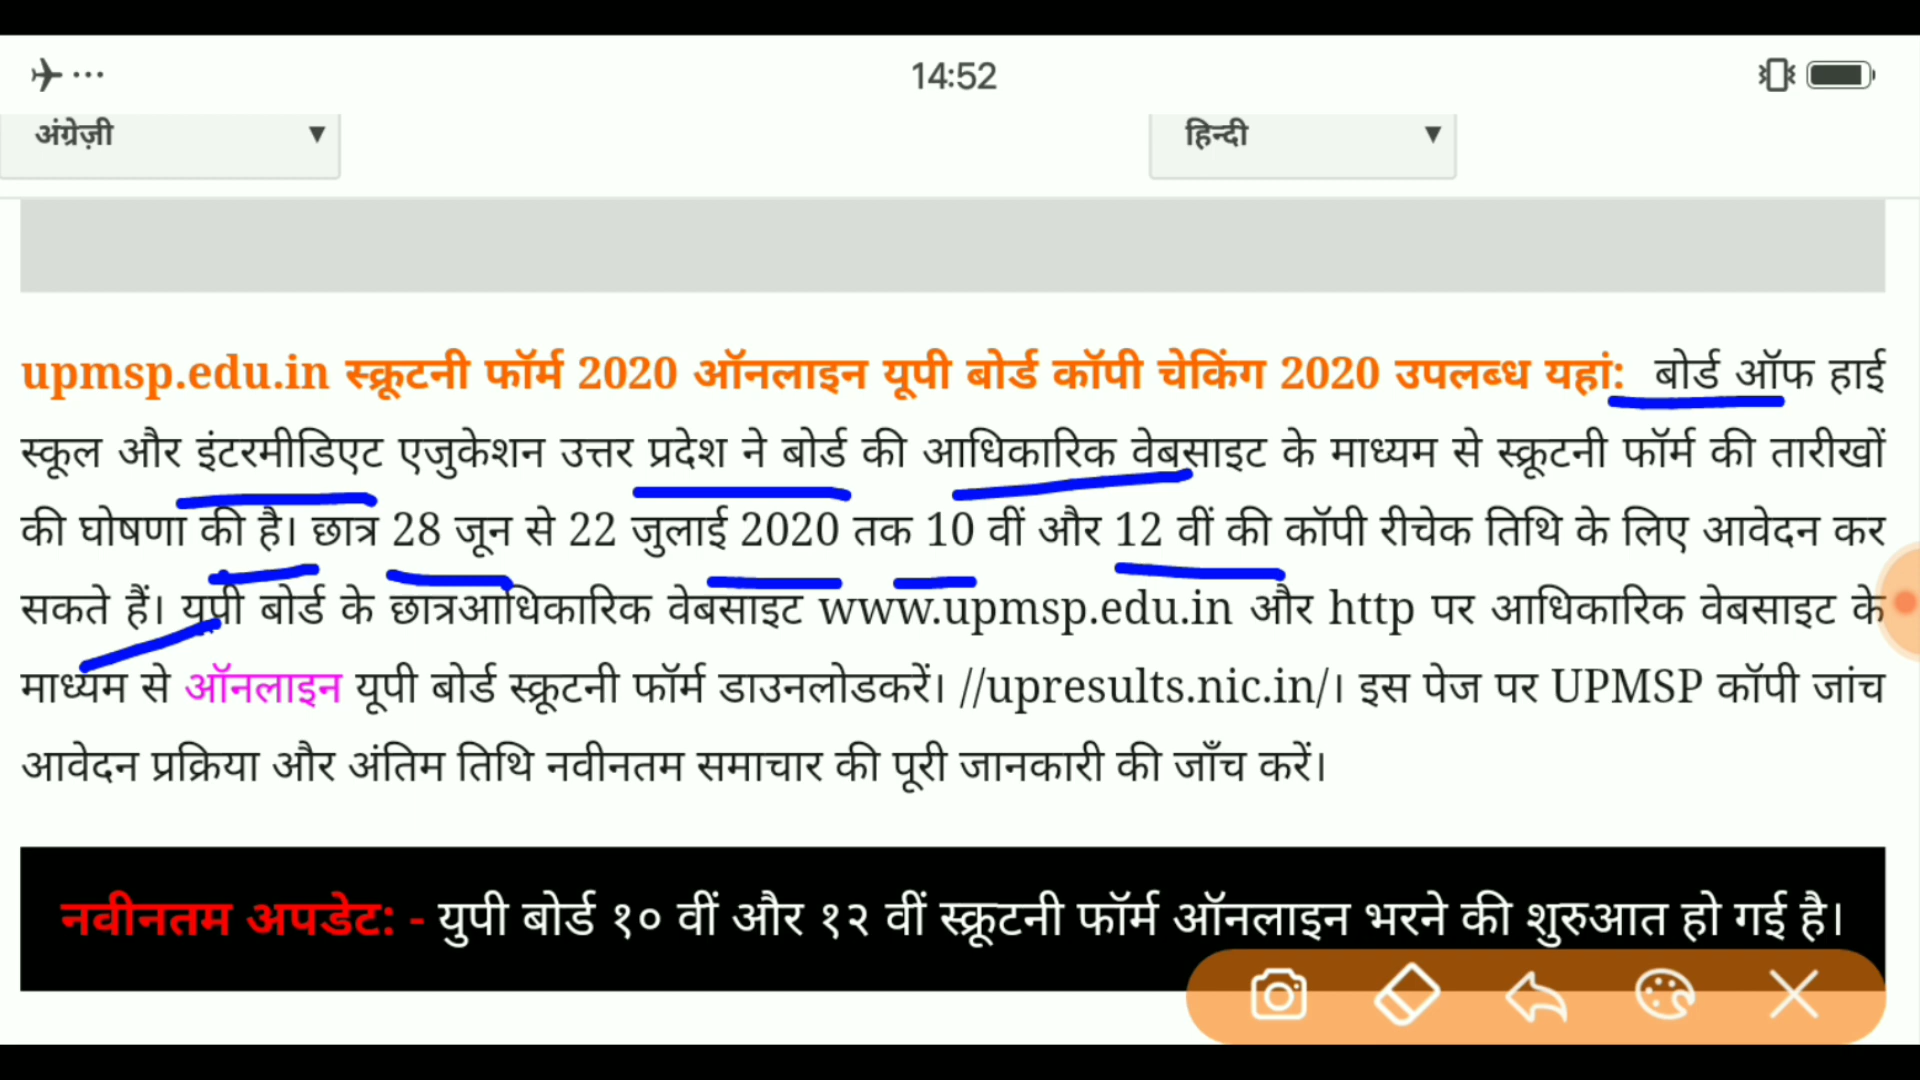 14:52
अंग्रेज़ी ▼ हिन्दी ▼
upmsp.edu.in स्क्रूटनी फॉर्म 2020 ऑनलाइन यूपी बोर्ड कॉपी चेकिंग 2020 उपलब्ध यहां: बोर्ड ऑफ हाई
स्कूल और इंटरमीडिएट एजुकेशन उत्तर प्रदेश ने बोर्ड की आधिकारिक वेबसाइट के माध्यम से स्क्रूटनी फॉर्म की तारीखों
की घोषणा की है। छात्र 28 जून से 22 जुलाई 2020 तक 10 वीं और 12 वीं की कॉपी रीचेक तिथि के लिए आवेदन कर
सकते हैं। यूपी बोर्ड के छात्रआधिकारिक वेबसाइट www.upmsp.edu.in और http पर आधिकारिक वेबसाइट के
माध्यम से ऑनलाइन यूपी बोर्ड स्क्रूटनी फॉर्म डाउनलोडकरें। //upresults.nic.in/। इस पेज पर UPMSP कॉपी जांच
आवेदन प्रक्रिया और अंतिम तिथि नवीनतम समाचार की पूरी जानकारी की जाँच करें।
नवीनतम अपडेट: - युपी बोर्ड १० वीं और १२ वीं स्क्रूटनी फॉर्म ऑनलाइन भरने की शुरुआत हो गई है।